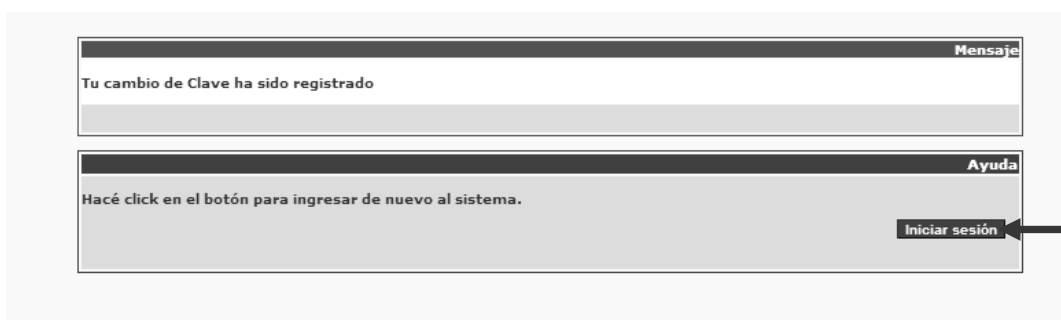 Mensaje
Tu cambio de Clave ha sido registrado
Ayuda
Hacé click en el botón para ingresar de nuevo al sistema.
Iniciar sesión